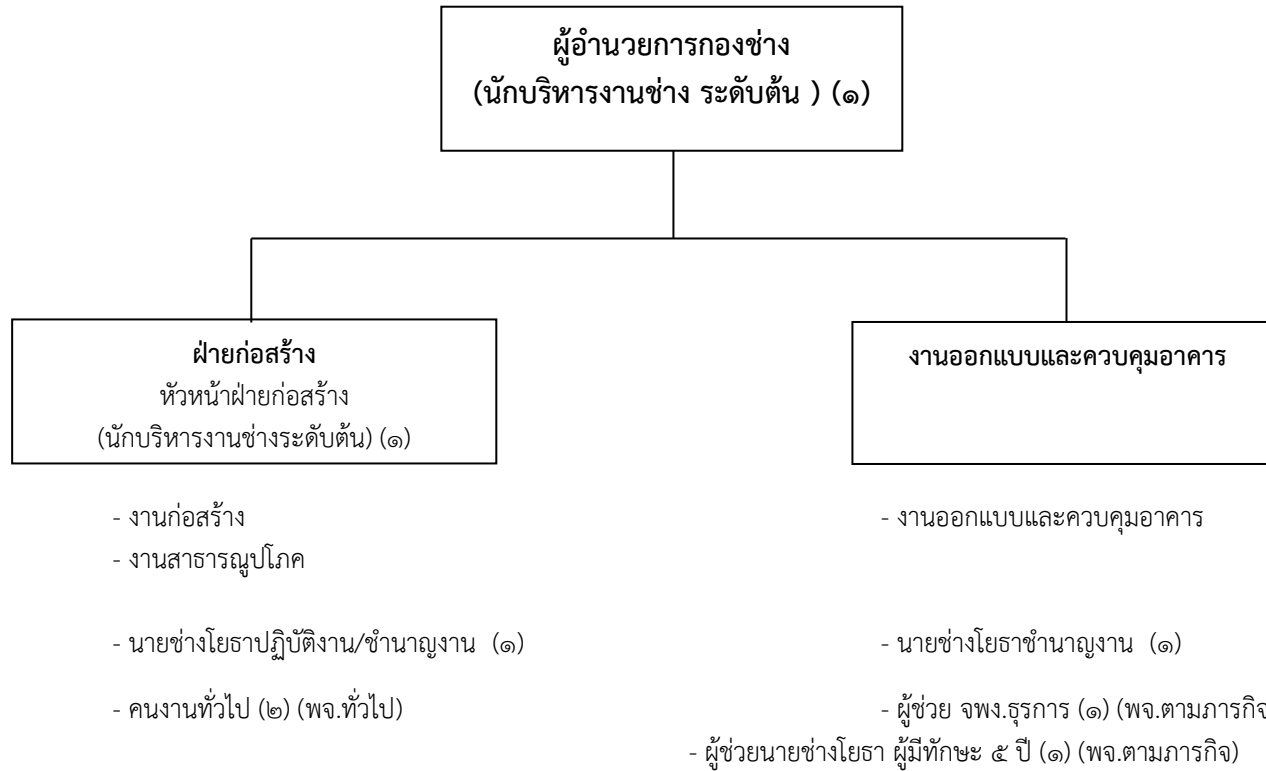 ผู้อำนวยการกองช่าง
(นักบริหารงานช่าง ระดับต้น ) (๑)
ฝ่ายก่อสร้าง
หัวหน้าฝ่ายก่อสร้าง
(นักบริหารงานช่างระดับต้น) (๑)
- งานก่อสร้าง
- งานสาธารณูปโภค
- นายช่างโยธาปฏิบัติงาน/ชำนาญงาน (๑)
- คนงานทั่วไป (๒) (พจ.ทั่วไป)
งานออกแบบและควบคุมอาคาร
- งานออกแบบและควบคุมอาคาร
- นายช่างโยธาชำนาญงาน (๑)
- ผู้ช่วย จพง.ธุรการ (๑) (พจ.ตามภารกิจ
- ผู้ช่วยนายช่างโยธา ผู้มีทักษะ ๕ ปี (๑) (พจ.ตามภารกิจ)